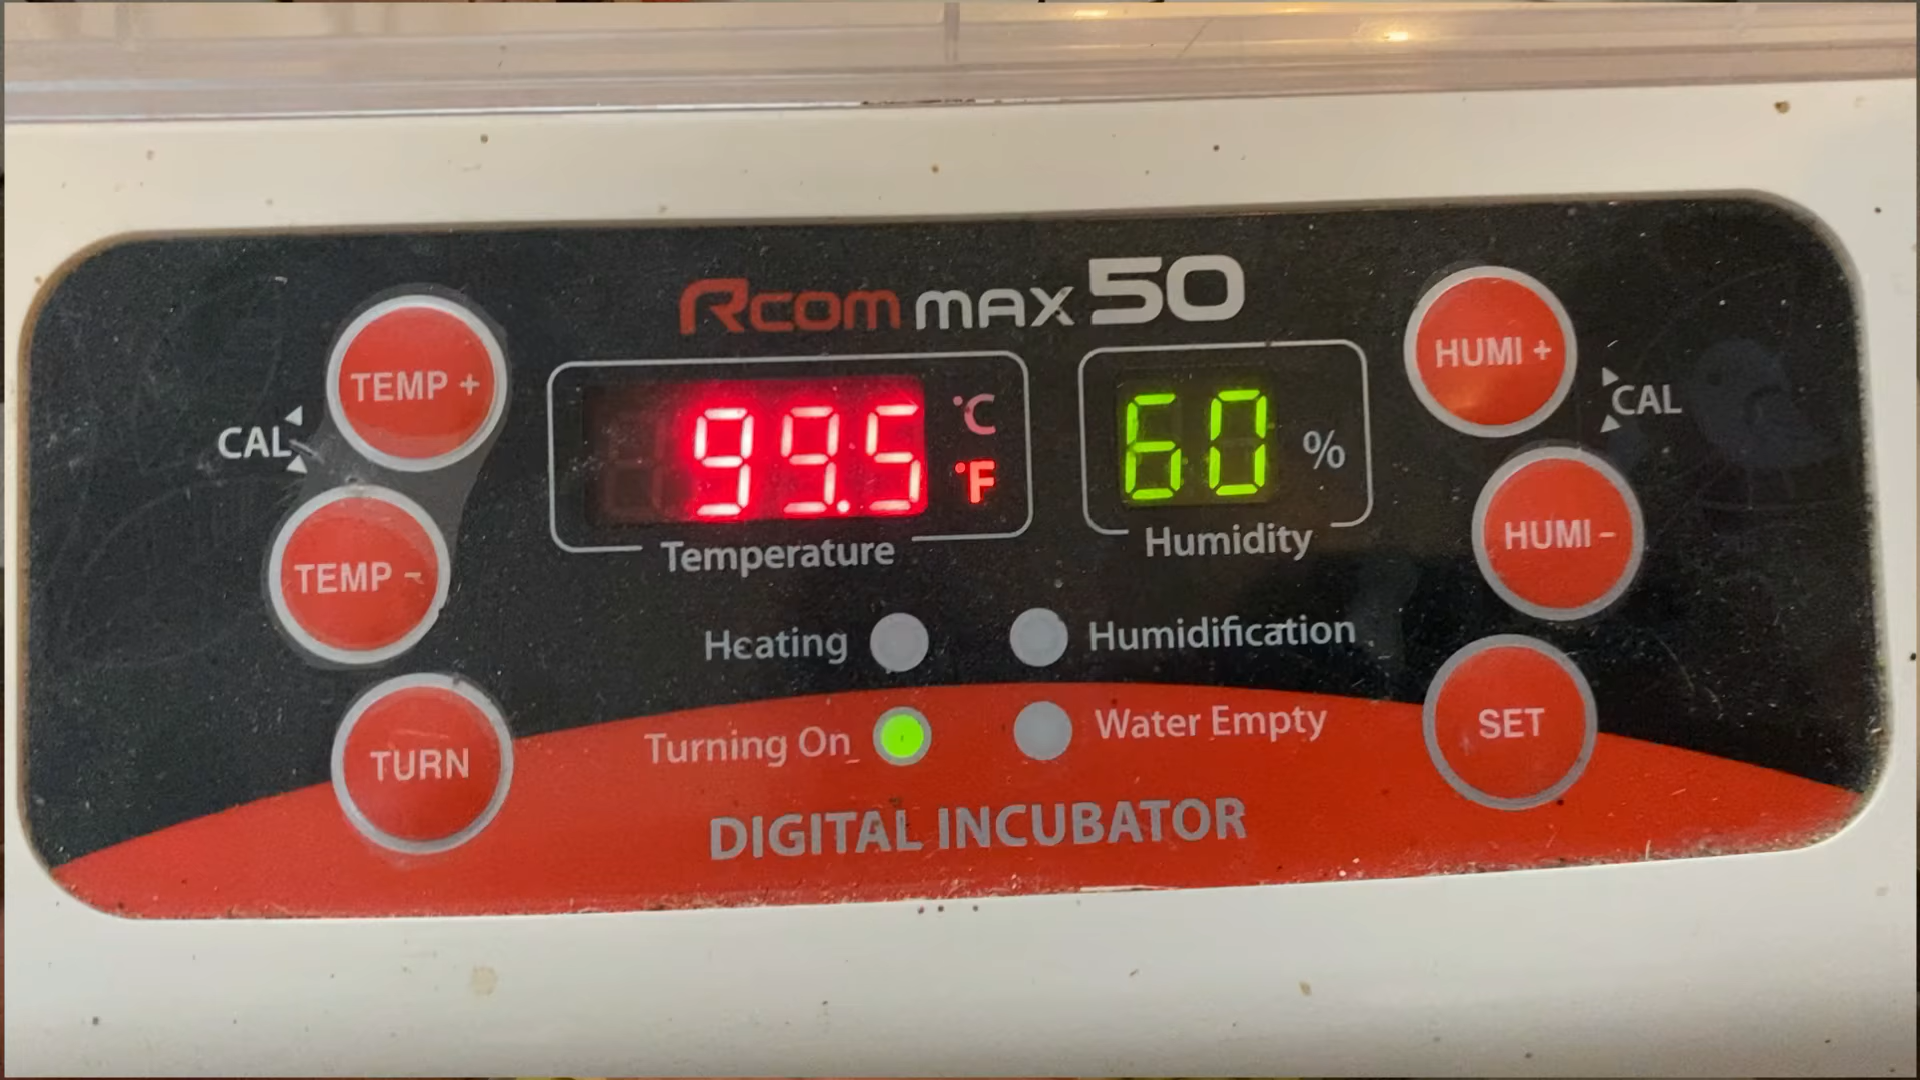 Rcom max 50
TEMP +
CAL
TEMP -
TURN
99.5
°C
°F
Temperature
60
%
Humidity
HUMI +
CAL
HUMI -
SET
Heating
Humidification
Turning On
Water Empty
DIGITAL INCUBATOR